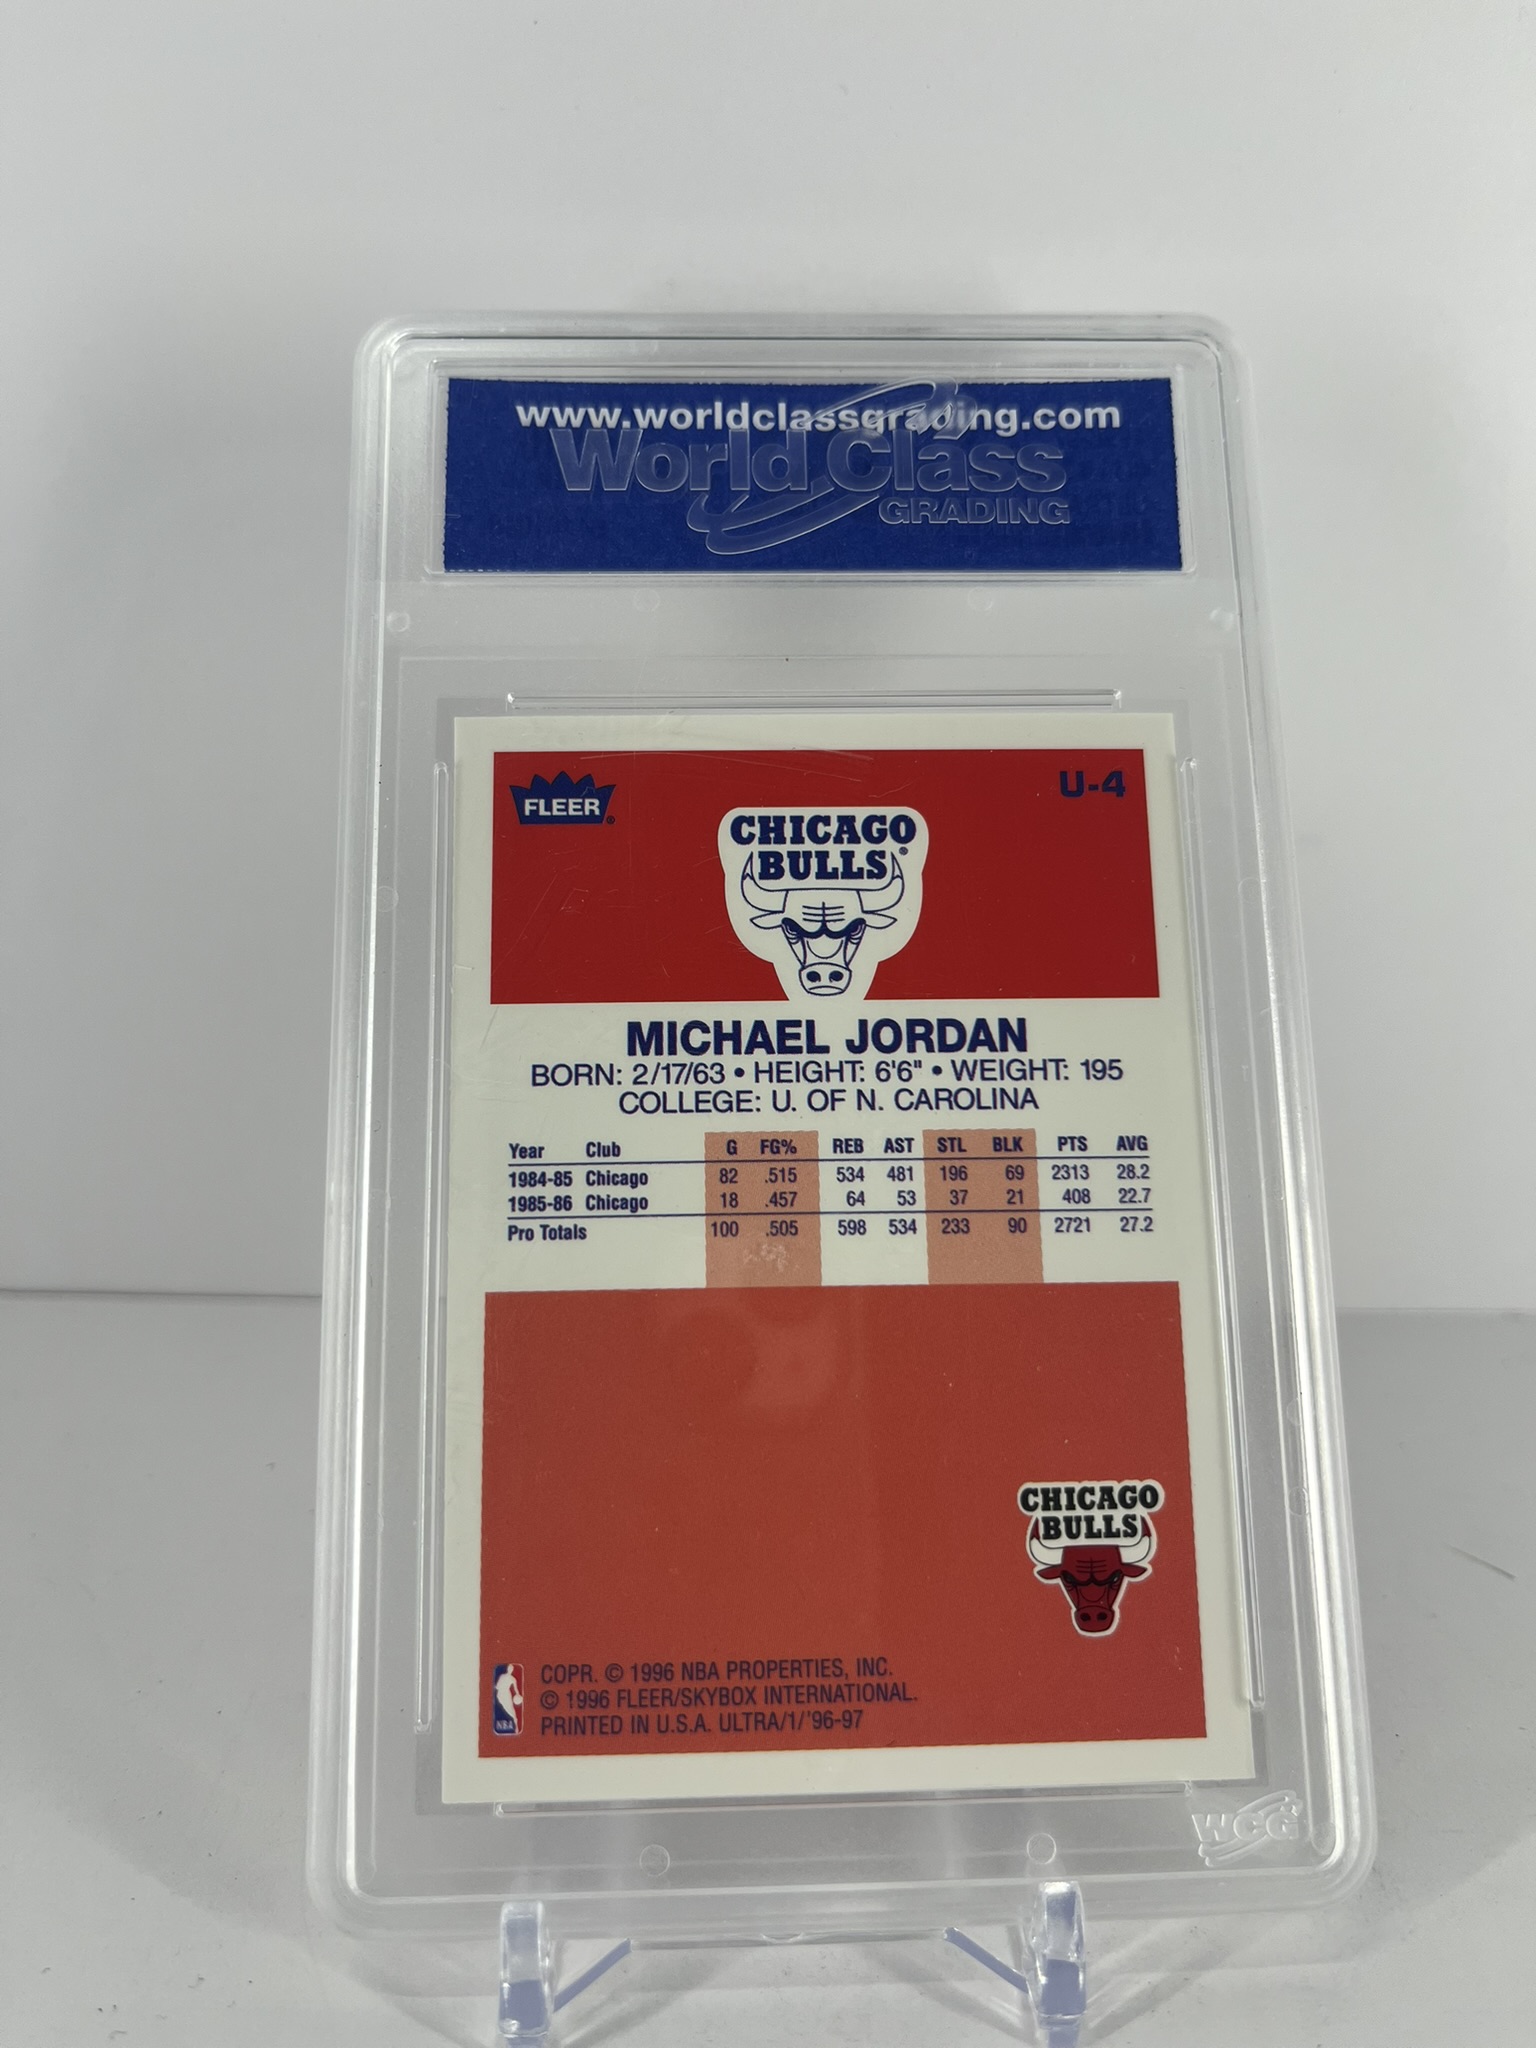 www.worldclassgrading.com
World Class
GRADING
FLEER®
U-4
CHICAGO
BULLS®
MICHAEL JORDAN
BORN: 2/17/63 • HEIGHT: 6'6" • WEIGHT: 195
COLLEGE: U. OF N. CAROLINA
Year Club G FG% REB AST STL BLK PTS AVG
1984-85 Chicago 82 .515 534 481 196 69 2313 28.2
1985-86 Chicago 18 .457 64 53 37 21 408 22.7
Pro Totals 100 .505 598 534 233 90 2721 27.2
CHICAGO
BULLS
NBA
COPR. © 1996 NBA PROPERTIES, INC.
© 1996 FLEER/SKYBOX INTERNATIONAL.
PRINTED IN U.S.A. ULTRA/1/'96-97
WCG